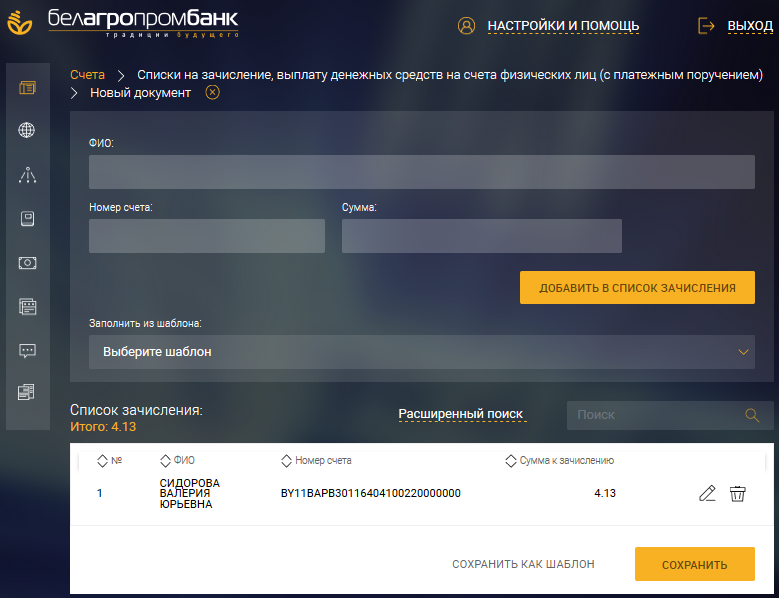 белагропромбанк
традиции будущего
НАСТРОЙКИ И ПОМОЩЬ
ВЫХОД
Счета > Списки на зачисление, выплату денежных средств на счета физических лиц (с платежным поручением)
> Новый документ
ФИО:
Номер счета: Сумма:
ДОБАВИТЬ В СПИСОК ЗАЧИСЛЕНИЯ
Заполнить из шаблона:
Выберите шаблон
Список зачисления:
Итого: 4.13
Расширенный поиск
Поиск
№ ФИО Номер счета Сумма к зачислению
1 СИДОРОВА ВАЛЕРИЯ ЮРЬЕВНА BY11BAPB30116404100220000000 4.13
СОХРАНИТЬ КАК ШАБЛОН
СОХРАНИТЬ